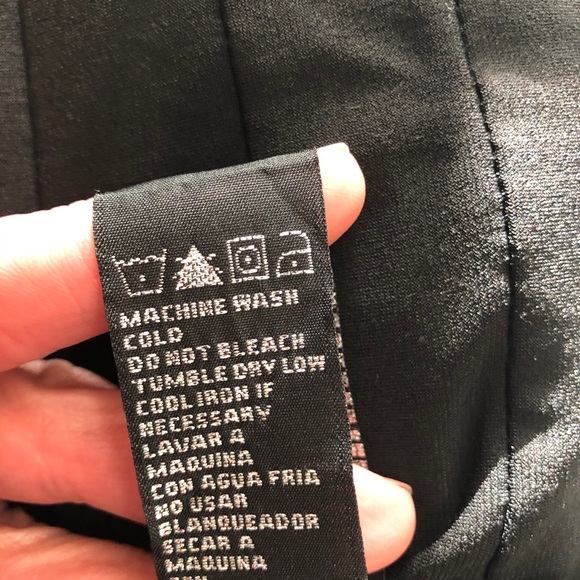 MACHINE WASH
COLD
DO NOT BLEACH
TUMBLE DRY LOW
COOL IRON IF
NECESSARY
LAVAR A
MAQUINA
CON AGUA FRIA
NO USAR
BLANQUEADOR
SECAR A
MAQUINA